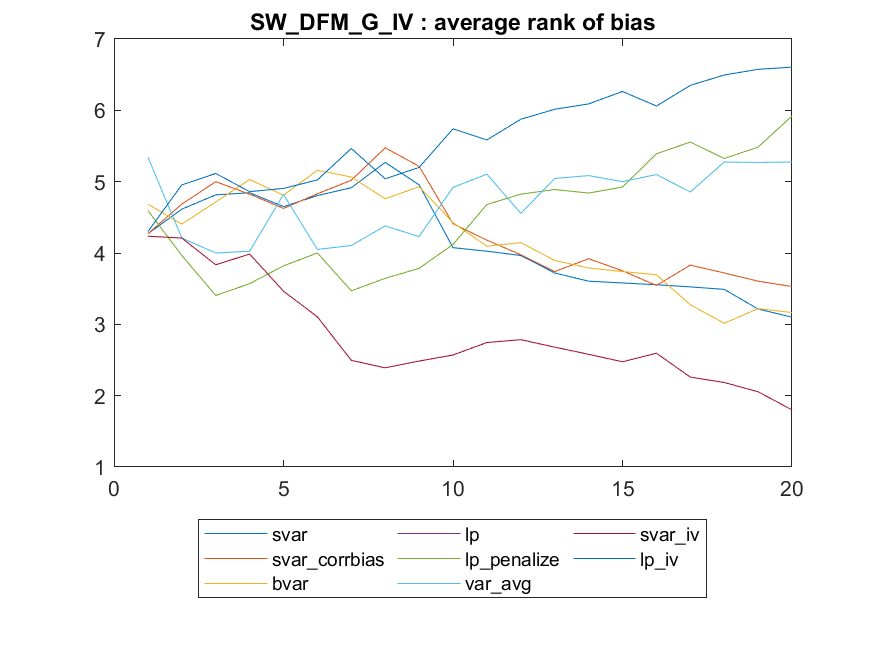 SW_DFM_G_IV : average rank of bias
7
6
5
4
3
2
1
0 5 10 15 20
svar lp svar_iv
svar_corrbias lp_penalize lp_iv
bvar var_avg